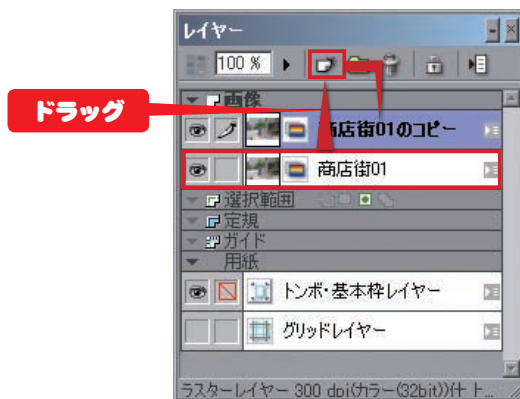 レイヤー
100 %
ドラッグ
画像
商店街01のコピー
商店街01
選択範囲
定規
ガイド
用紙
トンボ・基本枠レイヤー
グリッドレイヤー
ラスターレイヤー 300 dpi(カラー(32bit))(ト...